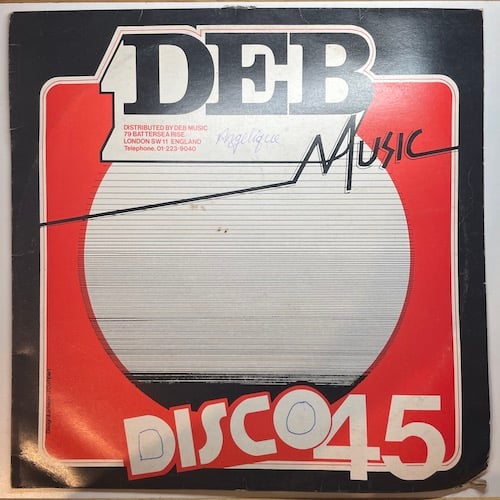 DEB
DISTRIBUTED BY DEB MUSIC
79 BATTERSEA RISE
LONDON SW11 ENGLAND
Telephone: 01-223-9040
Angelique
MUSIC
DISCO 45